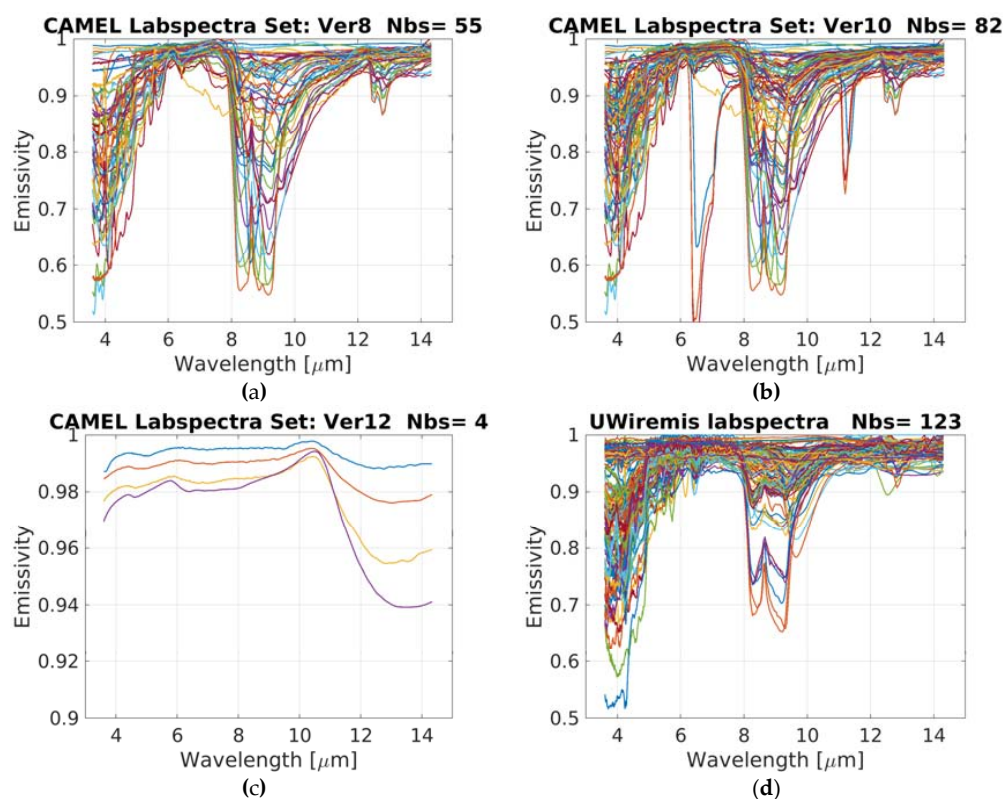 CAMEL Labspectra Set: Ver8 Nbs= 55
1
0.9
0.8
0.7
0.6
0.5
Emissivity
4 6 8 10 12 14
Wavelength [μm]
(a)
CAMEL Labspectra Set: Ver10 Nbs= 82
1
0.9
0.8
0.7
0.6
0.5
Emissivity
4 6 8 10 12 14
Wavelength [μm]
(b)
CAMEL Labspectra Set: Ver12 Nbs= 4
1
0.98
0.96
0.94
0.92
0.9
Emissivity
4 6 8 10 12 14
Wavelength [μm]
(c)
UWiremis labspectra Nbs= 123
1
0.9
0.8
0.7
0.6
0.5
Emissivity
4 6 8 10 12 14
Wavelength [μm]
(d)